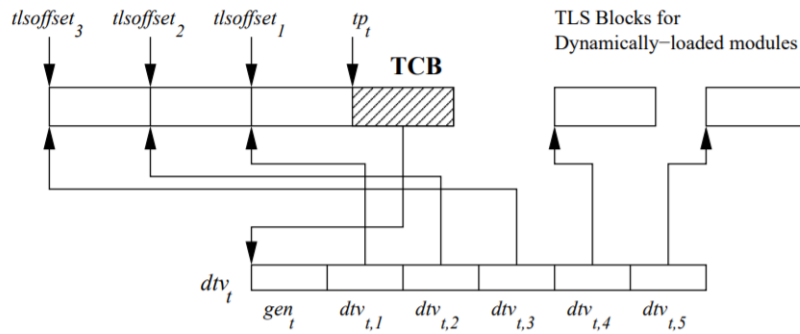 tlsoffset3 tlsoffset2 tlsoffset1 tpt
TLS Blocks for
Dynamically−loaded modules
TCB
dtvt
gent dtvt,1 dtvt,2 dtvt,3 dtvt,4 dtvt,5